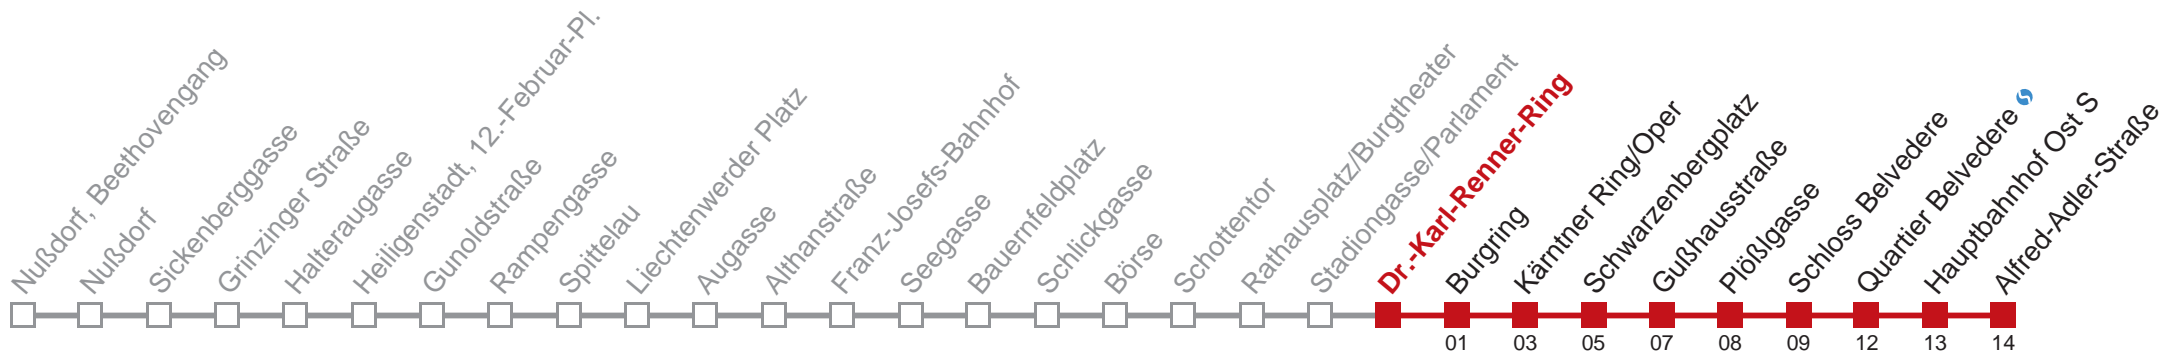 Nußdorf, Beethovengang
Nußdorf
Sickenberggasse
Grinzinger Straße
Halteraugasse
Heiligenstadt, 12.-Februar-Pl.
Gunoldstraße
Rampengasse
Spittelau
Liechtenwerder Platz
Augasse
Althanstraße
Franz-Josefs-Bahnhof
Seegasse
Bauernfeldplatz
Schlickgasse
Börse
Schottentor
Rathausplatz/Burgtheater
Stadiongasse/Parlament
Dr.-Karl-Renner-Ring
Burgring
Kärntner Ring/Oper
Schwarzenbergplatz
Gußhausstraße
Plößlgasse
Schloss Belvedere
Quartier Belvedere
Hauptbahnhof Ost S
Alfred-Adler-Straße
01 03 05 07 08 09 12 13 14